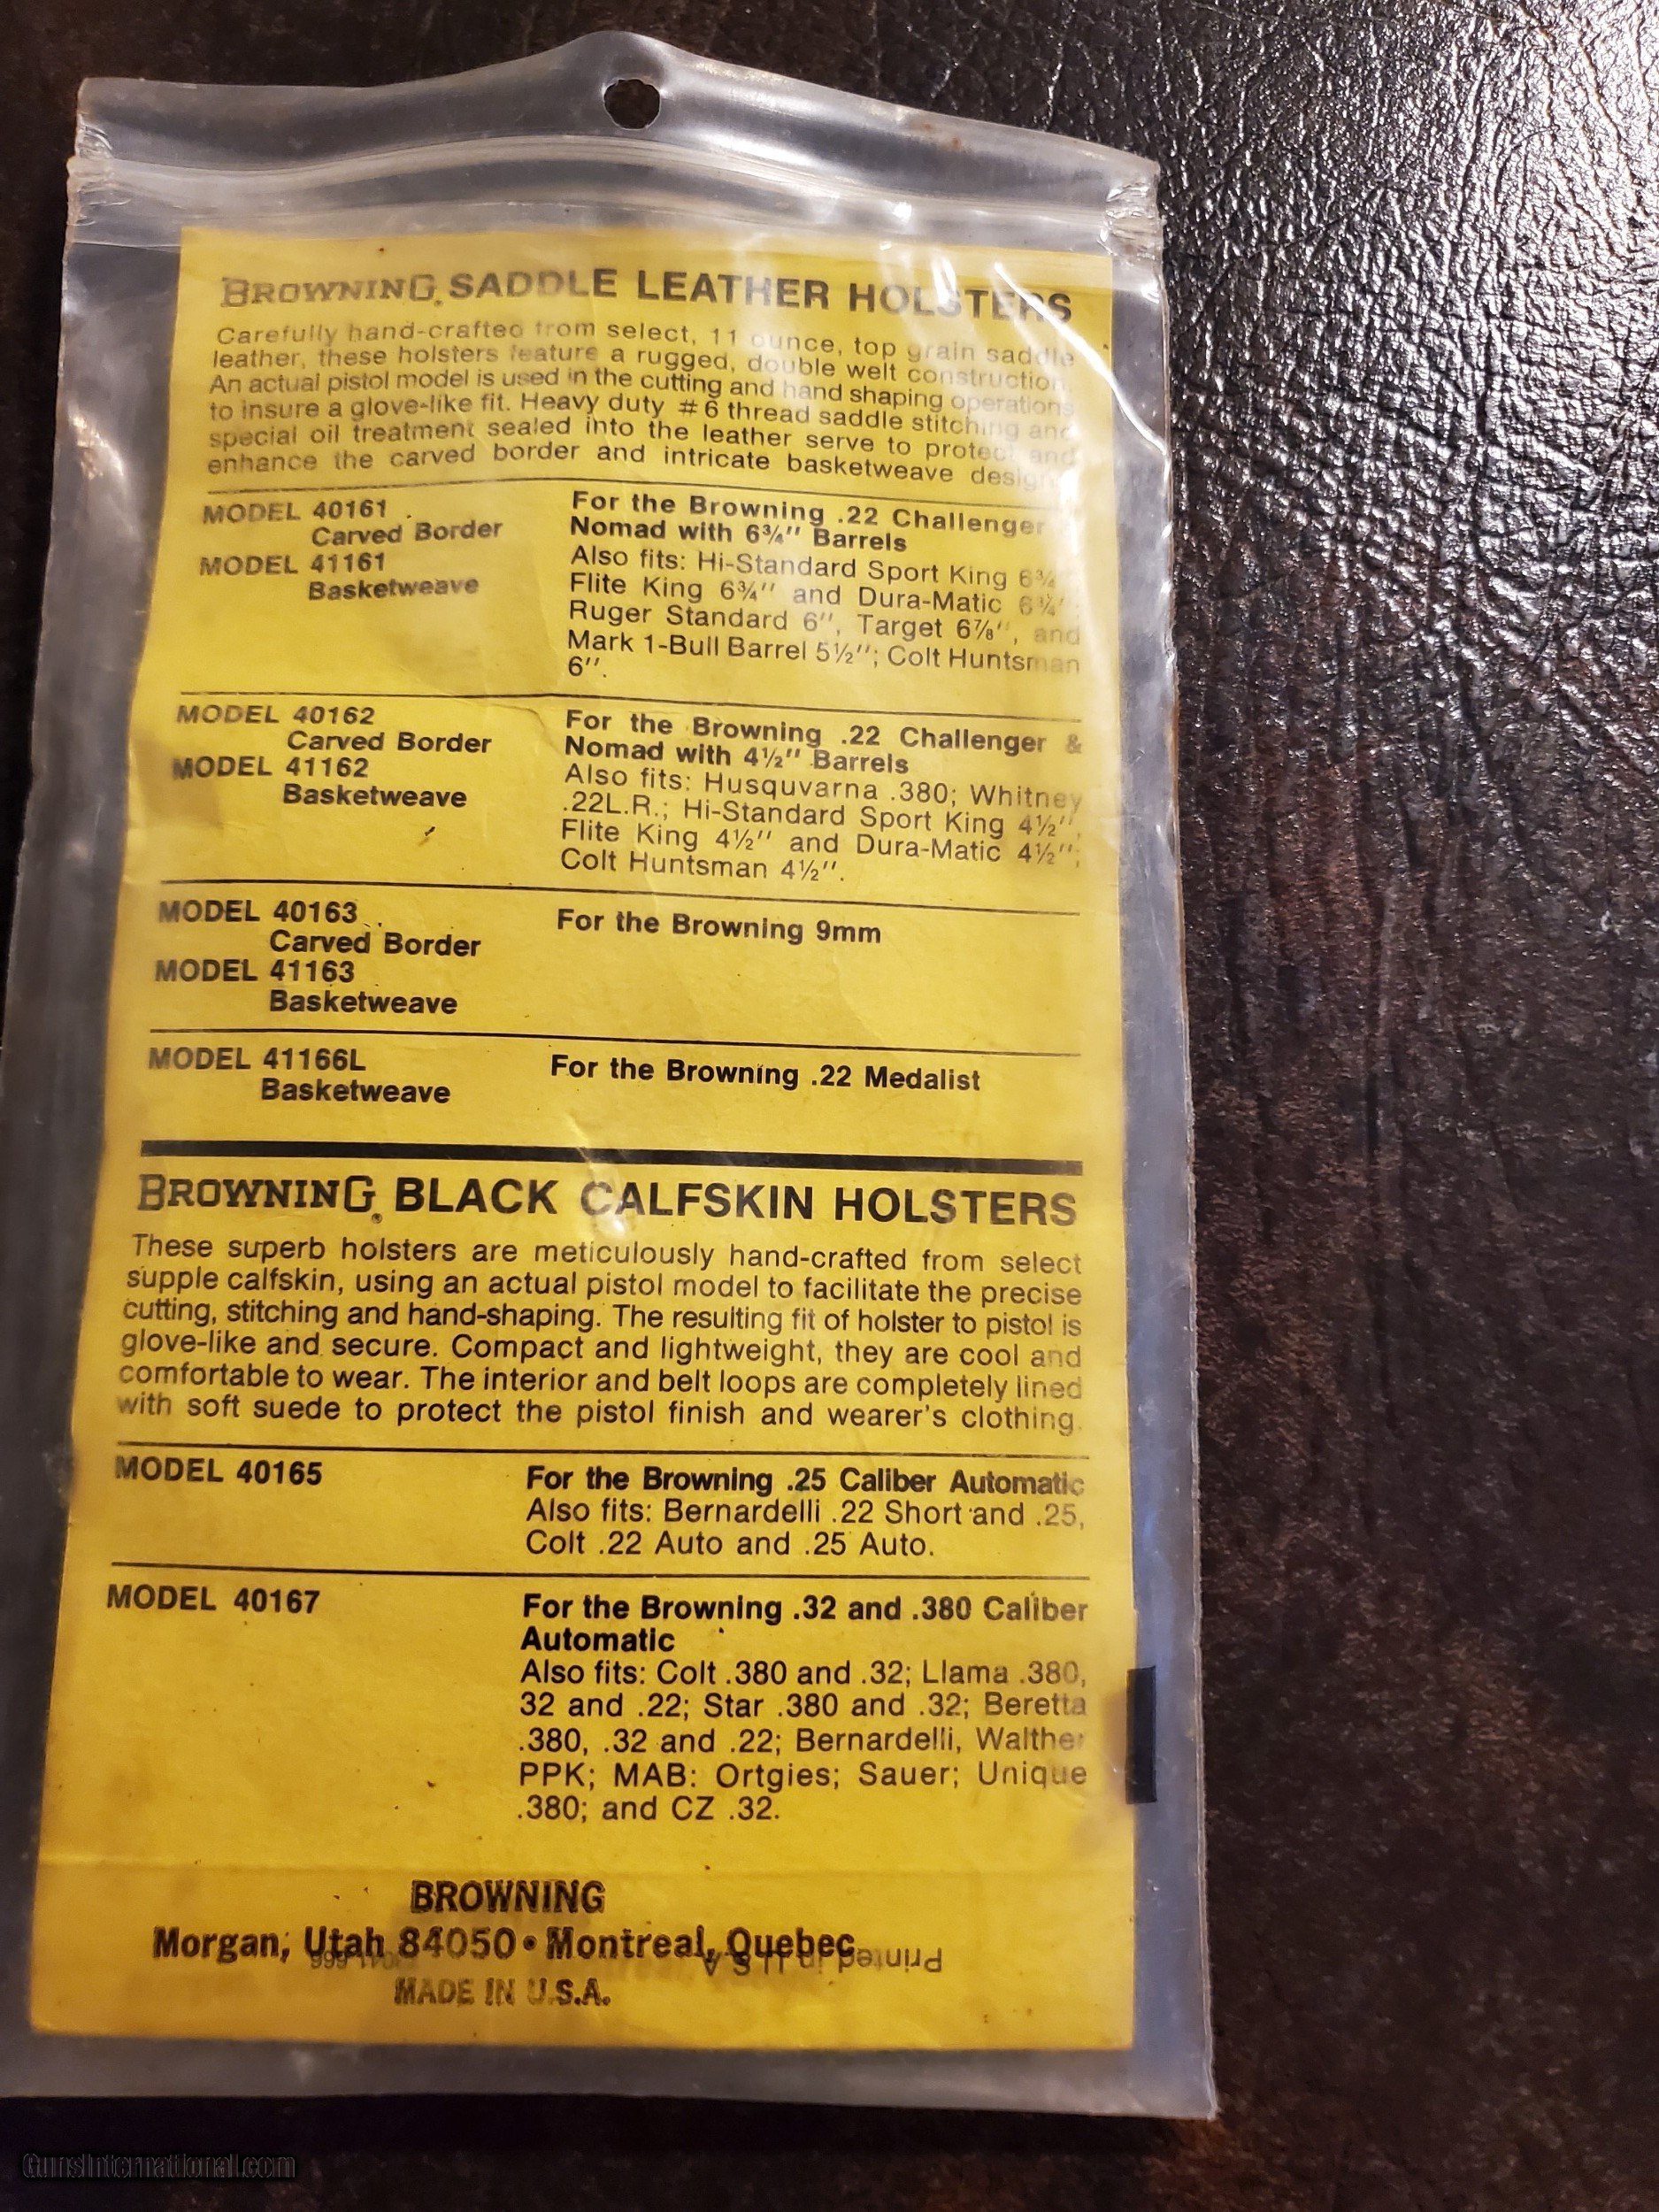 BROWNING SADDLE LEATHER HOLSTERS
Carefully hand-crafted from select, 11 ounce, top grain saddle
leather, these holsters feature a rugged, double welt construction.
An actual pistol model is used in the cutting and hand shaping operations
to insure a glove-like fit. Heavy duty #6 thread saddle stitching and
special oil treatment sealed into the leather serve to protect and
enhance the carved border and intricate basketweave design.
MODEL 40161
Carved Border
MODEL 41161
Basketweave
For the Browning .22 Challenger
Nomad with 6¾" Barrels
Also fits: Hi-Standard Sport King 6¾"
Flite King 6¾" and Dura-Matic 6¾";
Ruger Standard 6", Target 6⅞", and
Mark 1-Bull Barrel 5½"; Colt Huntsman
6".
MODEL 40162
Carved Border
MODEL 41162
Basketweave
For the Browning .22 Challenger &
Nomad with 4½" Barrels
Also fits: Husquvarna .380; Whitney
.22L.R.; Hi-Standard Sport King 4½",
Flite King 4½" and Dura-Matic 4½";
Colt Huntsman 4½".
MODEL 40163
Carved Border
MODEL 41163
Basketweave
For the Browning 9mm
MODEL 41166L
Basketweave
For the Browning .22 Medalist
BROWNING BLACK CALFSKIN HOLSTERS
These superb holsters are meticulously hand-crafted from select
supple calfskin, using an actual pistol model to facilitate the precise
cutting, stitching and hand-shaping. The resulting fit of holster to pistol is
glove-like and secure. Compact and lightweight, they are cool and
comfortable to wear. The interior and belt loops are completely lined
with soft suede to protect the pistol finish and wearer's clothing.
MODEL 40165
For the Browning .25 Caliber Automatic
Also fits: Bernardelli .22 Short and .25,
Colt .22 Auto and .25 Auto.
MODEL 40167
For the Browning .32 and .380 Caliber
Automatic
Also fits: Colt .380 and .32; Llama .380,
32 and .22; Star .380 and .32; Beretta
.380, .32 and .22; Bernardelli, Walther
PPK; MAB: Ortgies; Sauer; Unique
.380; and CZ .32.
BROWNING
Morgan, Utah 84050 • Montreal, Quebec
Printed in U.S.A.
MADE IN U.S.A.
GunsInternational.com